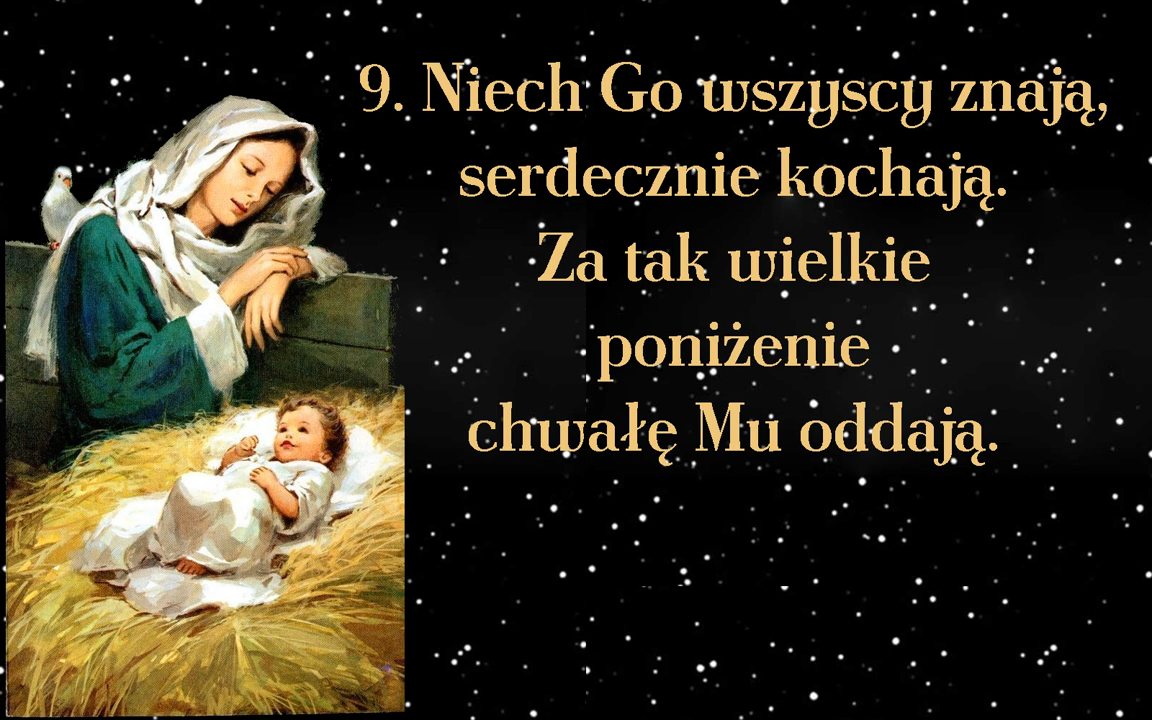 9. Niech Go wszyscy znają,
serdecznie kochają.
Za tak wielkie
poniżenie
chwałę Mu oddają.